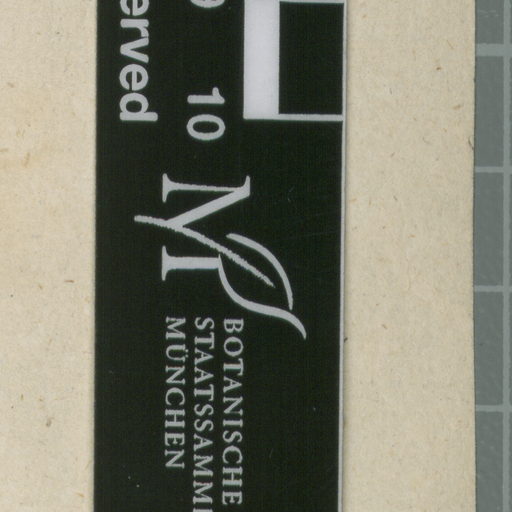 erved
10
BOTANISCHE
STAATSSAMM
MÜNCHEN